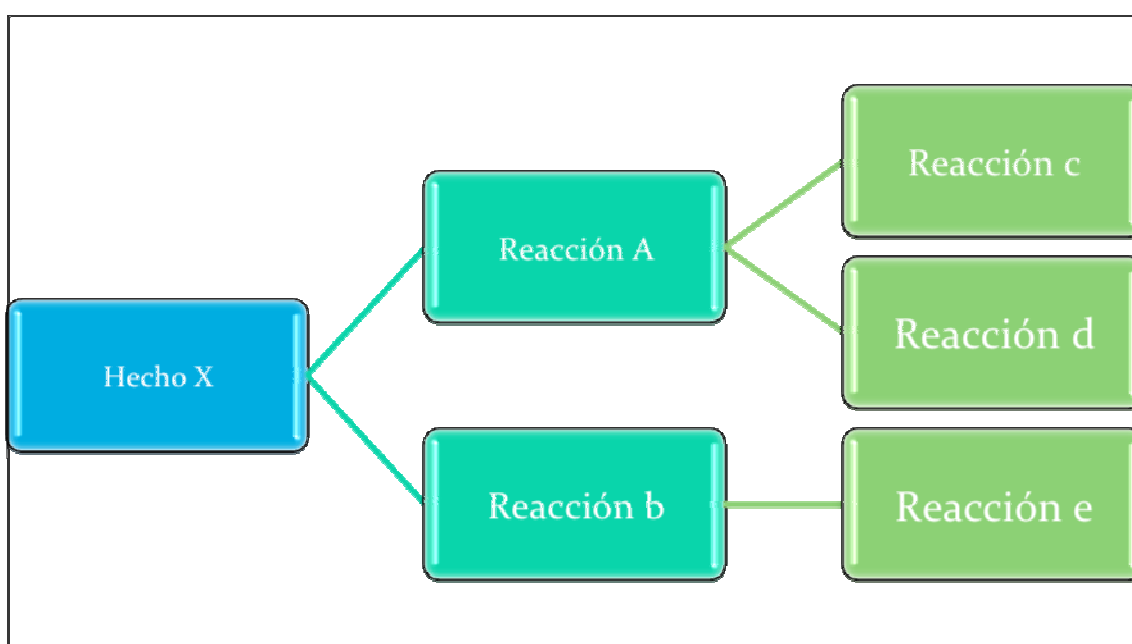 Hecho X
Reacción A
Reacción b
Reacción c
Reacción d
Reacción e